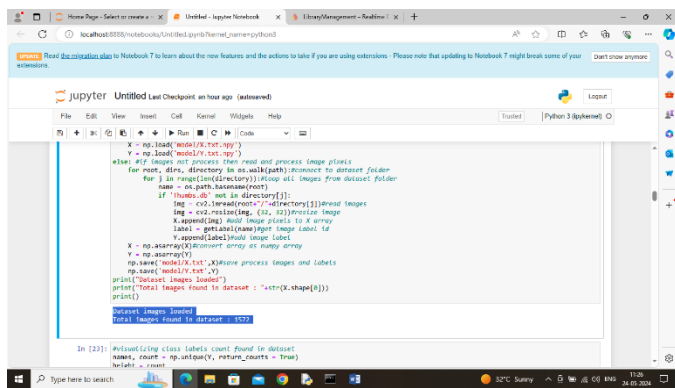 Home Page - Select or create a
Untitled - Jupyter Notebook
LibraryManagement - Realtime
localhost:8888/notebooks/Untitled.ipynb?kernel_name=python3
UPDATE Read the migration plan to Notebook 7 to learn about the new features and the actions to take if you are using extensions - Please note that updating to Notebook 7 might break some of your
extensions.
Don't show anymore
jupyter Untitled Last Checkpoint: an hour ago (autosaved)
Logout
File Edit View Insert Cell Kernel Widgets Help
Trusted
Python 3 (ipykernel)
Run
Code
X = np.load('model/X.txt.npy')
Y = np.load('model/Y.txt.npy')
else: #if images not process then read and process image pixels
for root, dirs, directory in os.walk(path):#connect to dataset folder
for j in range(len(directory)):#loop all images from dataset folder
name = os.path.basename(root)
if 'Thumbs.db' not in directory[j]:
img = cv2.imread(root+"/"+directory[j])#read images
img = cv2.resize(img, (32, 32))#resize image
X.append(img) #add image pixels to X array
label = getLabel(name)#get image label id
Y.append(label)#add image label
X = np.asarray(X)#convert array as numpy array
Y = np.asarray(Y)
np.save('model/X.txt',X)#save process images and labels
np.save('model/Y.txt',Y)
print("Dataset images loaded")
print("Total images found in dataset : "+str(X.shape[0]))
print()
Dataset images loaded
Total images found in dataset : 1572
In [23]: #visualizing class labels count found in dataset
names, count = np.unique(Y, return_counts = True)
height = count
Type here to search
32°C Sunny
ENG
11:26
24-05-2024